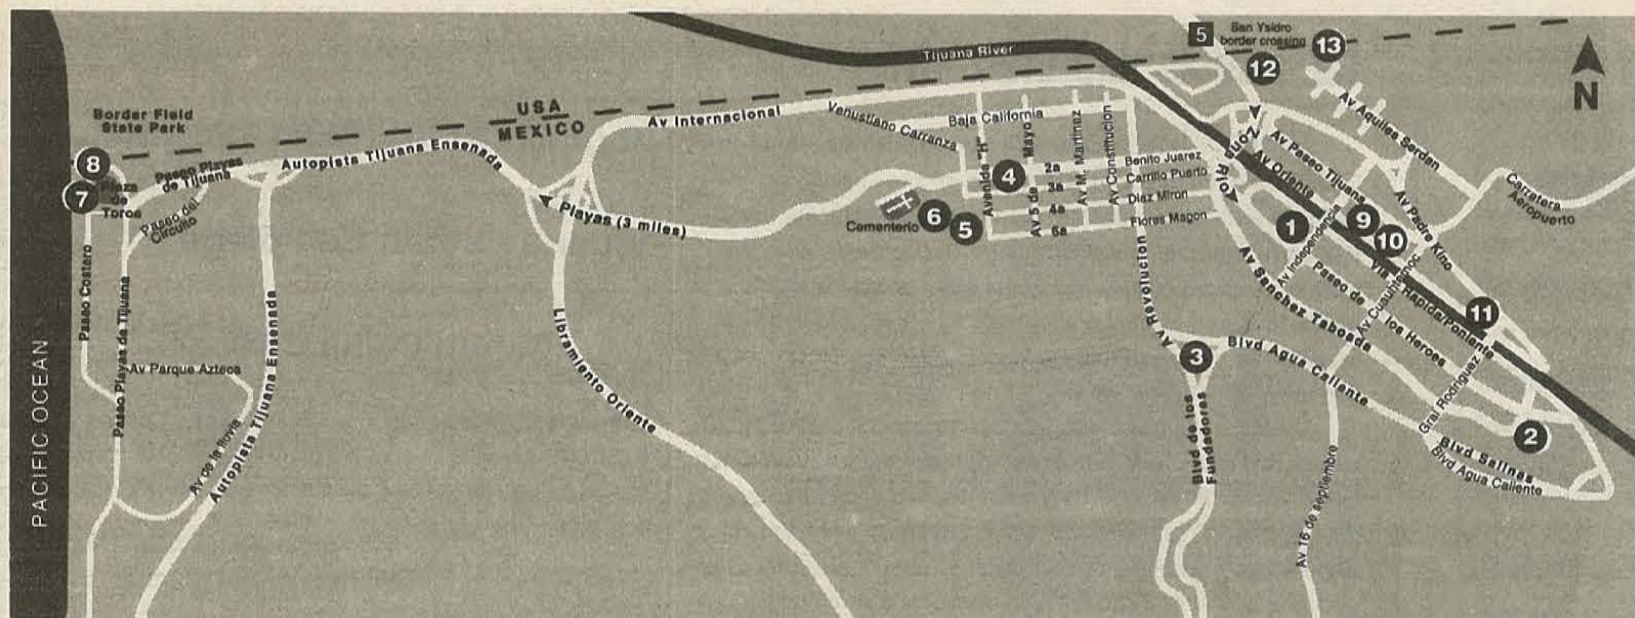 5
San Ysidro
border crossing
13
12
Tijuana River
N
USA
MEXICO
Border Field
State Park
8
7
Plaza
de
Toros
Paseo Playas
de Tijuana
Autopista Tijuana Ensenada
Paseo del
Circuito
Av Internacional
Venustiano Carranza
Baja California
Avenida "H"
Av 5 de Mayo
Av M. Martinez
Av Constitucion
4
2a
Benito Juarez
3a
Carrillo Puerto
4a
Diaz Miron
5a
Flores Magon
Cementerio
6
5
Playas (3 miles)
Zona Rio
Av Paseo Tijuana
Av Oriente
Av Aquiles Serdan
Carretera
Aeropuerto
Av Padre Kino
1
9
10
11
Av Independencia
Paseo de los Heroes
Av Cuauhtemoc
Via Rapida/Poniente
Av Sanchez Taboada
Av Revolucion
3
Blvd Agua Caliente
Blvd de los
Fundadores
Gral Rodriguez
2
Blvd Salinas
Blvd Agua Caliente
Av 16 de septiembre
Libramiento Oriente
PACIFIC OCEAN
Paseo Costero
Paseo Playas de Tijuana
Av Parque Azteca
Av de la lluvia
Autopista Tijuana Ensenada